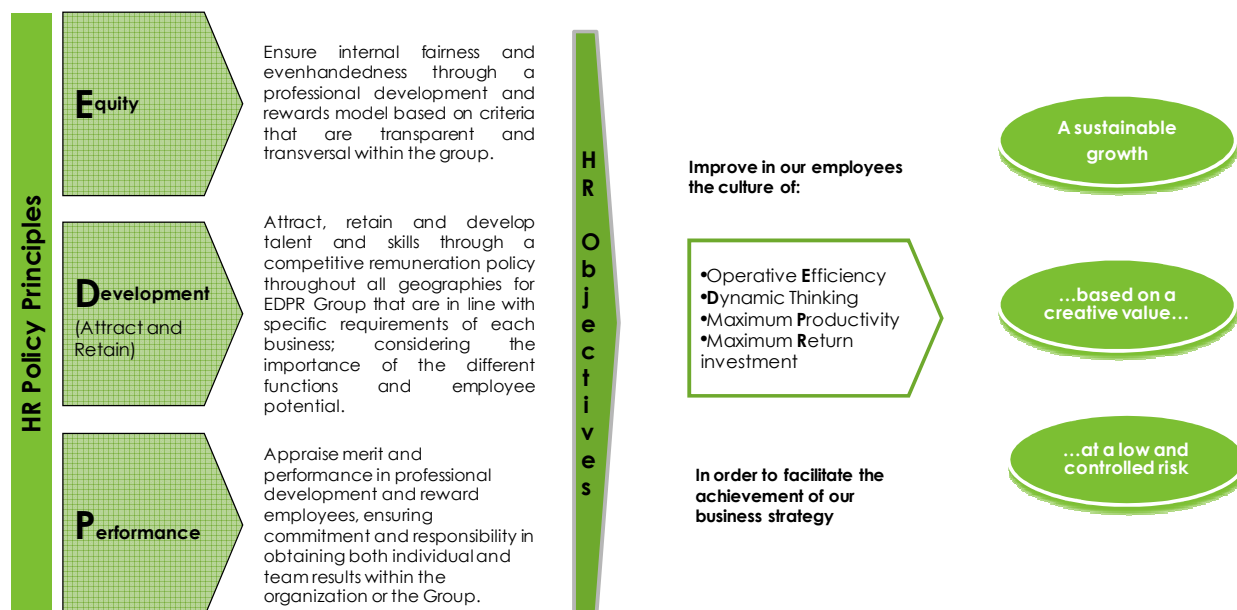 HR Policy Principles
Equity
Ensure internal fairness and
evenhandedness through a
professional development and
rewards model based on criteria
that are transparent and
transversal within the group.
Development
(Attract and
Retain)
Attract, retain and develop
talent and skills through a
competitive remuneration policy
throughout all geographies for
EDPR Group that are in line with
specific requirements of each
business; considering the
importance of the different
functions and employee
potential.
Performance
Appraise merit and
performance in professional
development and reward
employees, ensuring
commitment and responsibility in
obtaining both individual and
team results within the
organization or the Group.
HR Objectives
Improve in our employees
the culture of:
•Operative Efficiency
•Dynamic Thinking
•Maximum Productivity
•Maximum Return
investment
In order to facilitate the
achievement of our
business strategy
A sustainable
growth
…based on a
creative value…
…at a low and
controlled risk